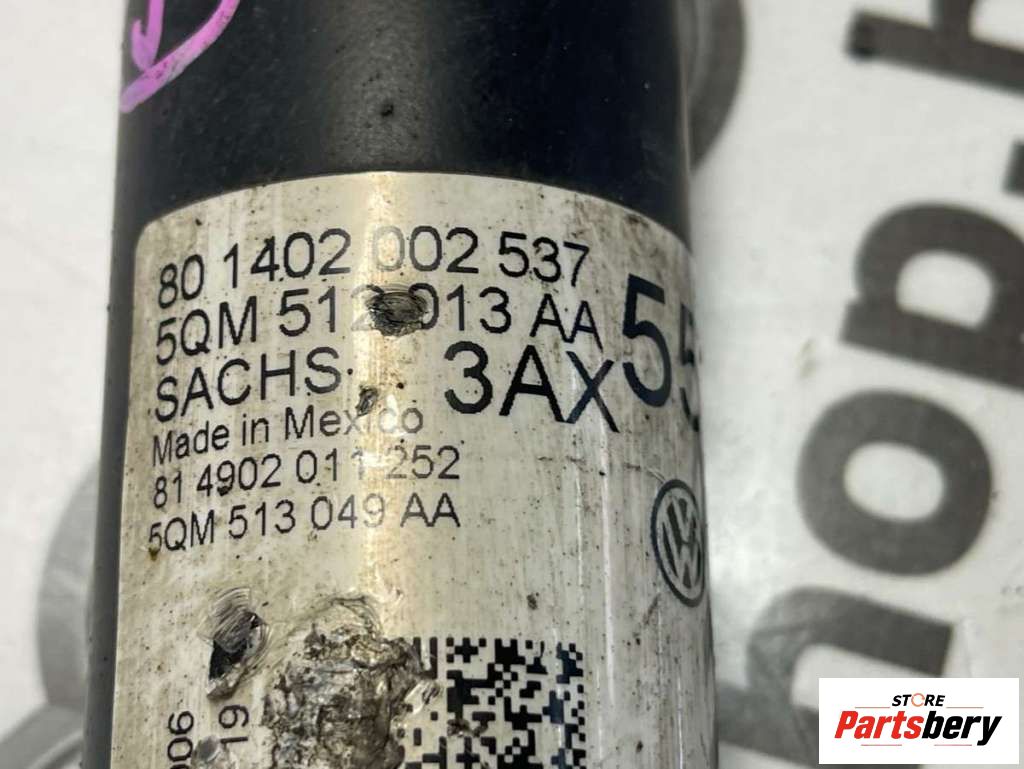 80 1402 002 537
5QM 512 013 AA
SACHS
3AX
Made in Mexico
81 4902 011 252
5QM 513 049 AA
19
STORE
Partsbery